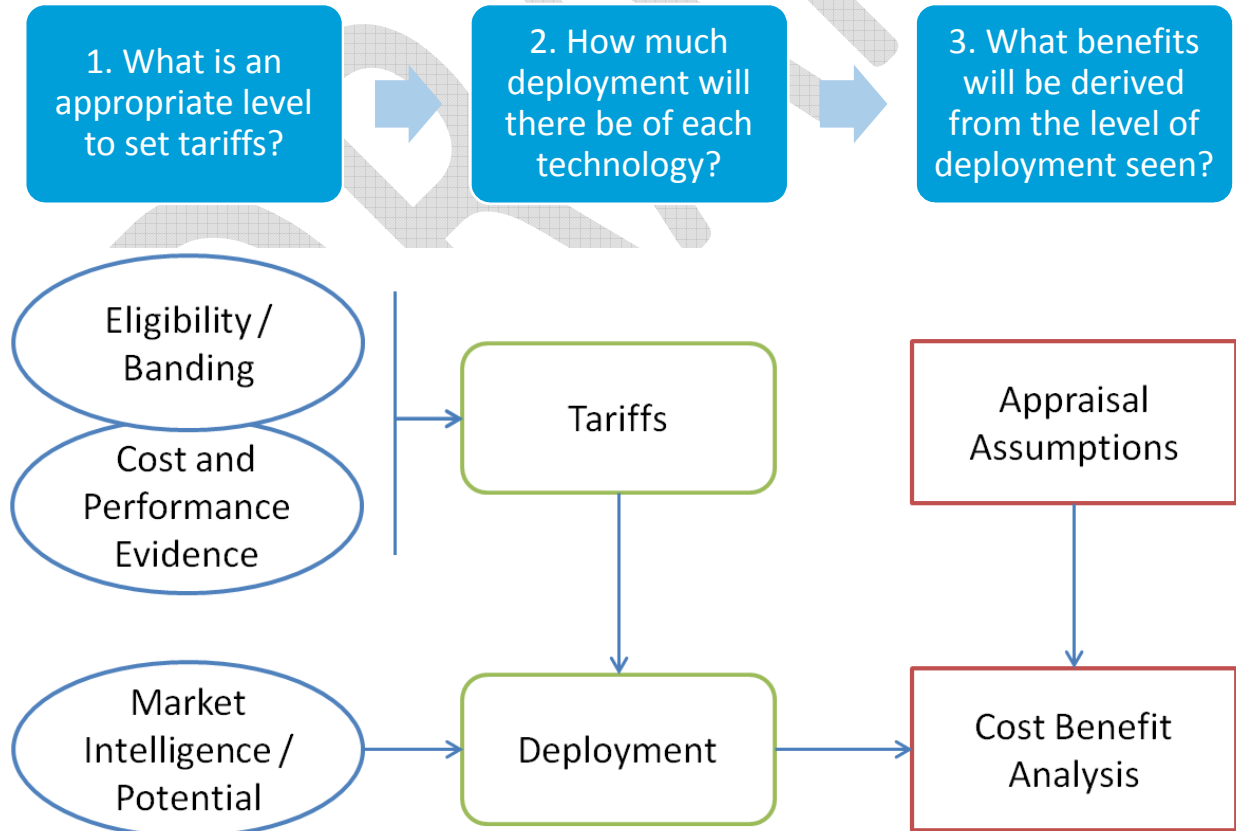 1. What is an
appropriate level
to set tariffs?
2. How much
deployment will
there be of each
technology?
3. What benefits
will be derived
from the level of
deployment seen?
Eligibility /
Banding
Cost and
Performance
Evidence
Tariffs
Appraisal
Assumptions
Market
Intelligence /
Potential
Deployment
Cost Benefit
Analysis